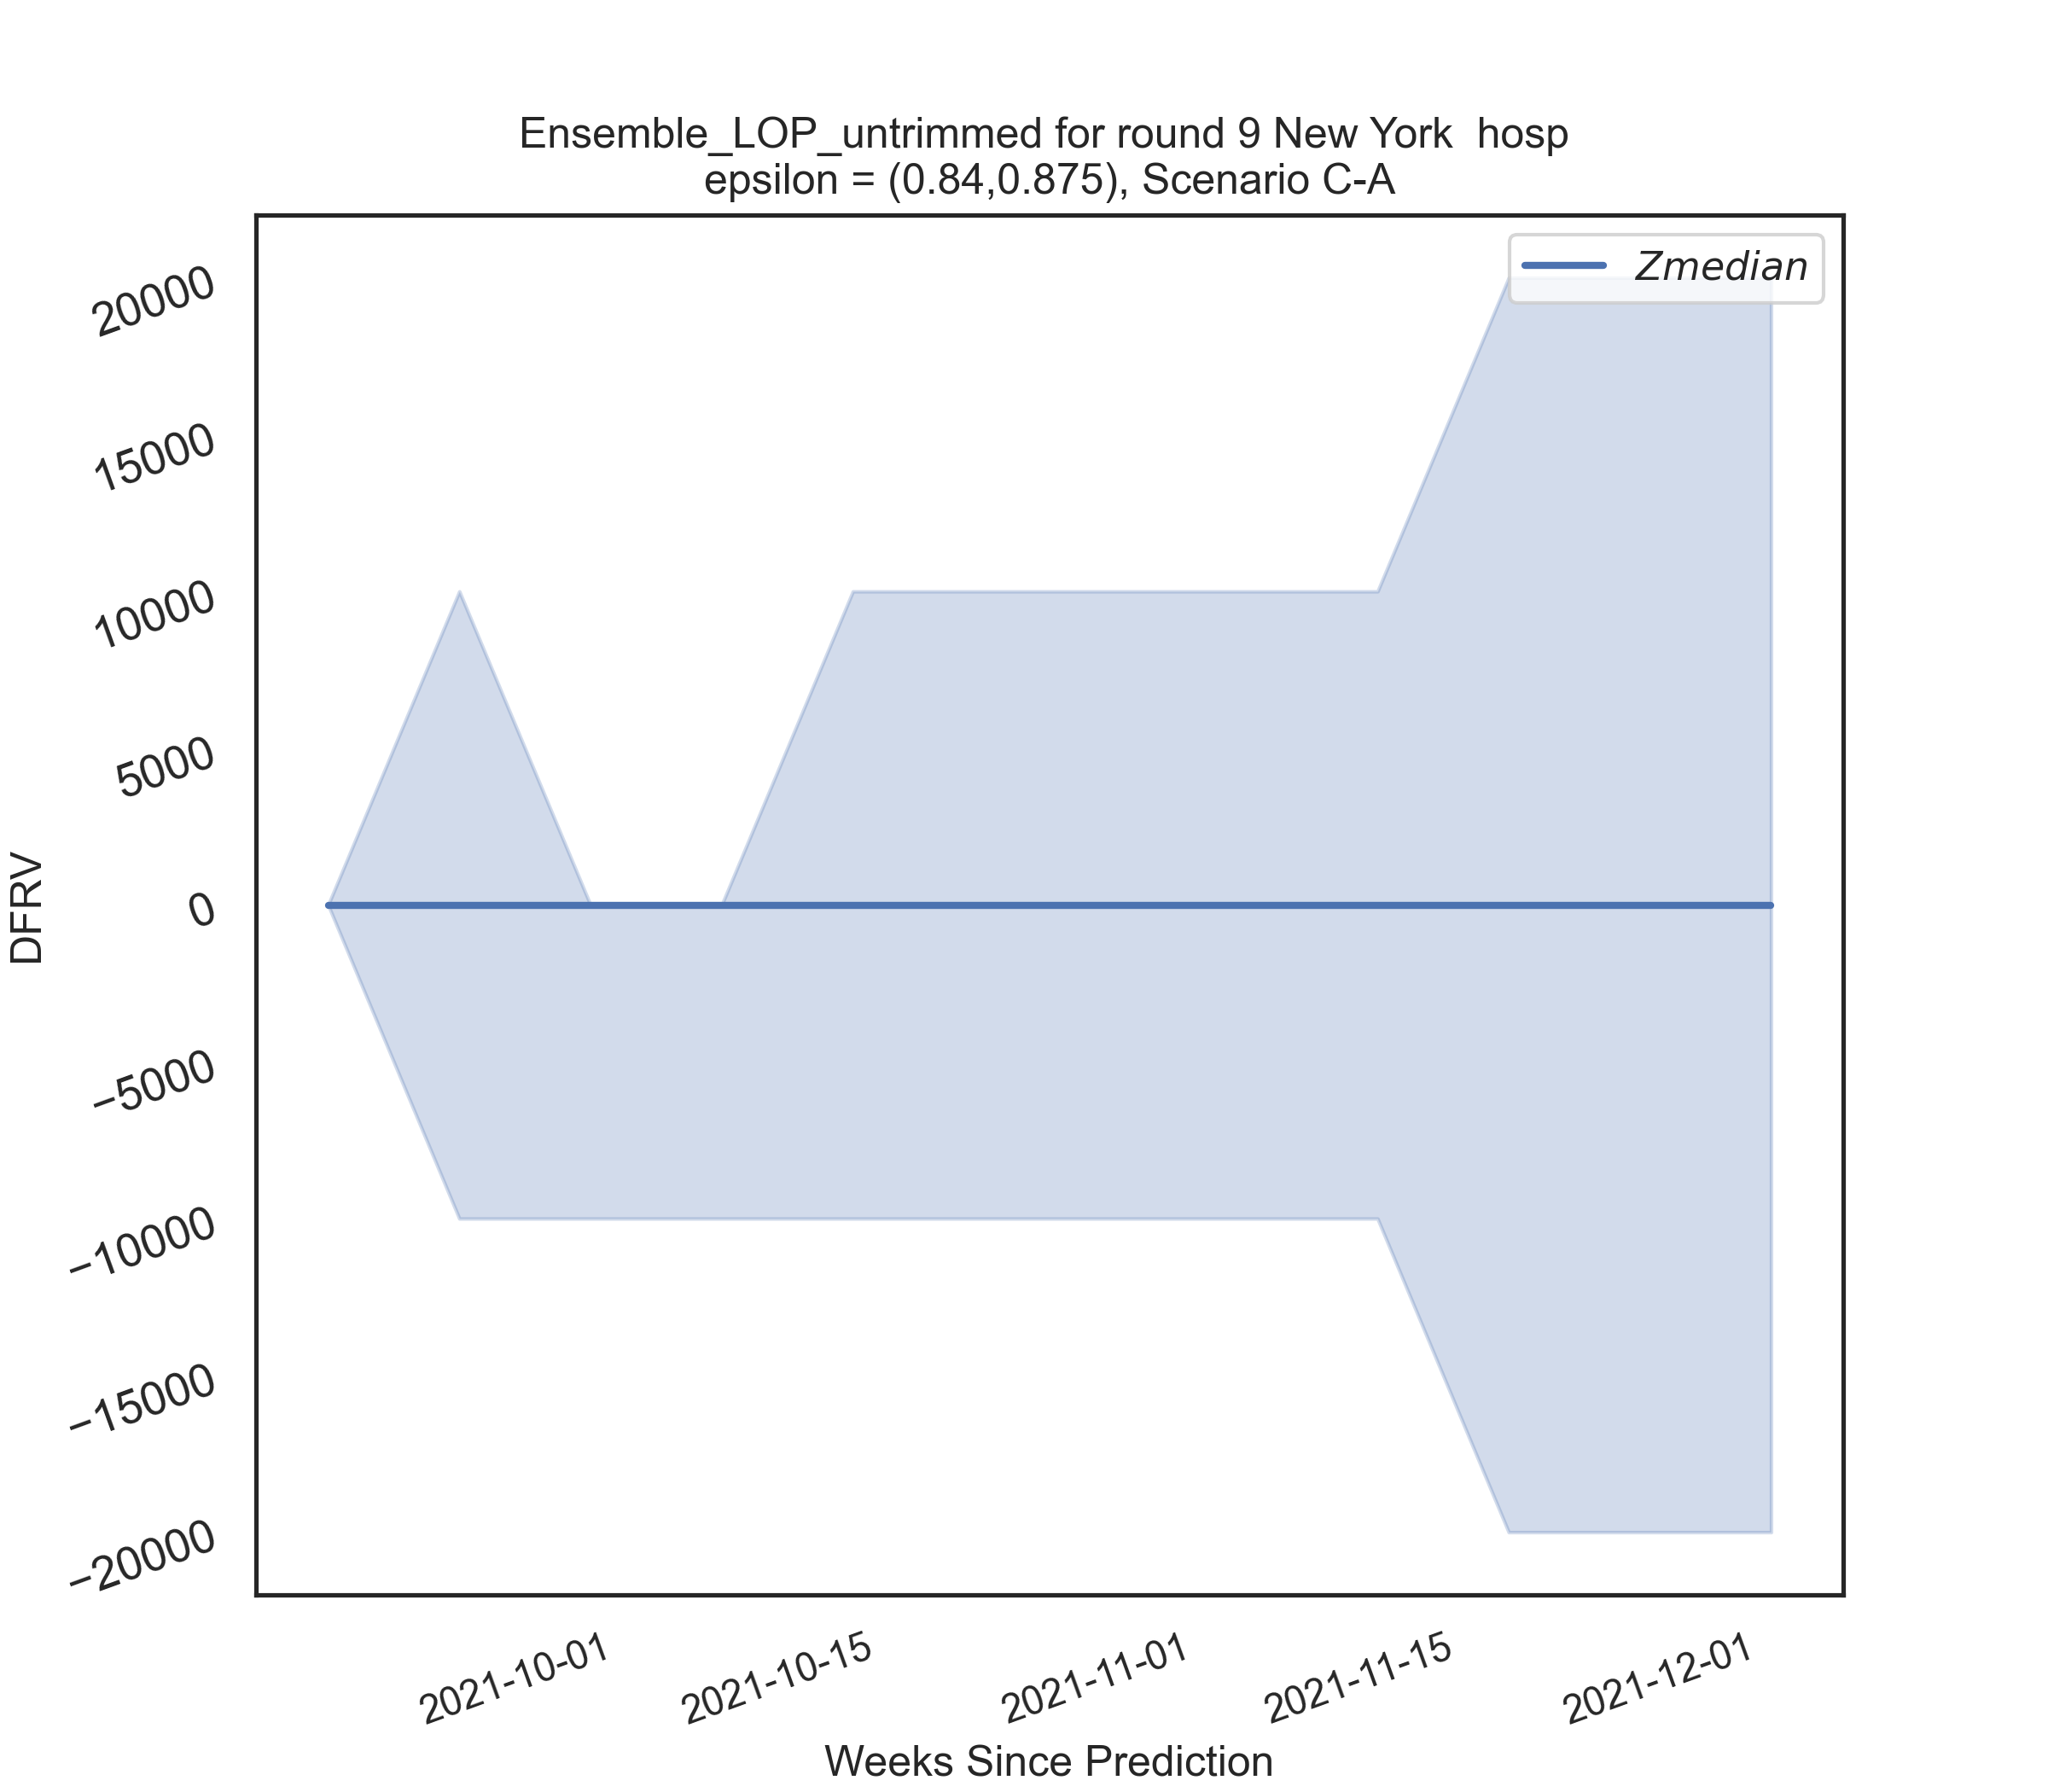 Ensemble_LOP_untrimmed for round 9 New York  hosp
epsilon = (0.84,0.875), Scenario C-A
Zmedian
20000
15000
10000
5000
0
−5000
−10000
−15000
−20000
DFRV
2021-10-01
2021-10-15
2021-11-01
2021-11-15
2021-12-01
Weeks Since Prediction